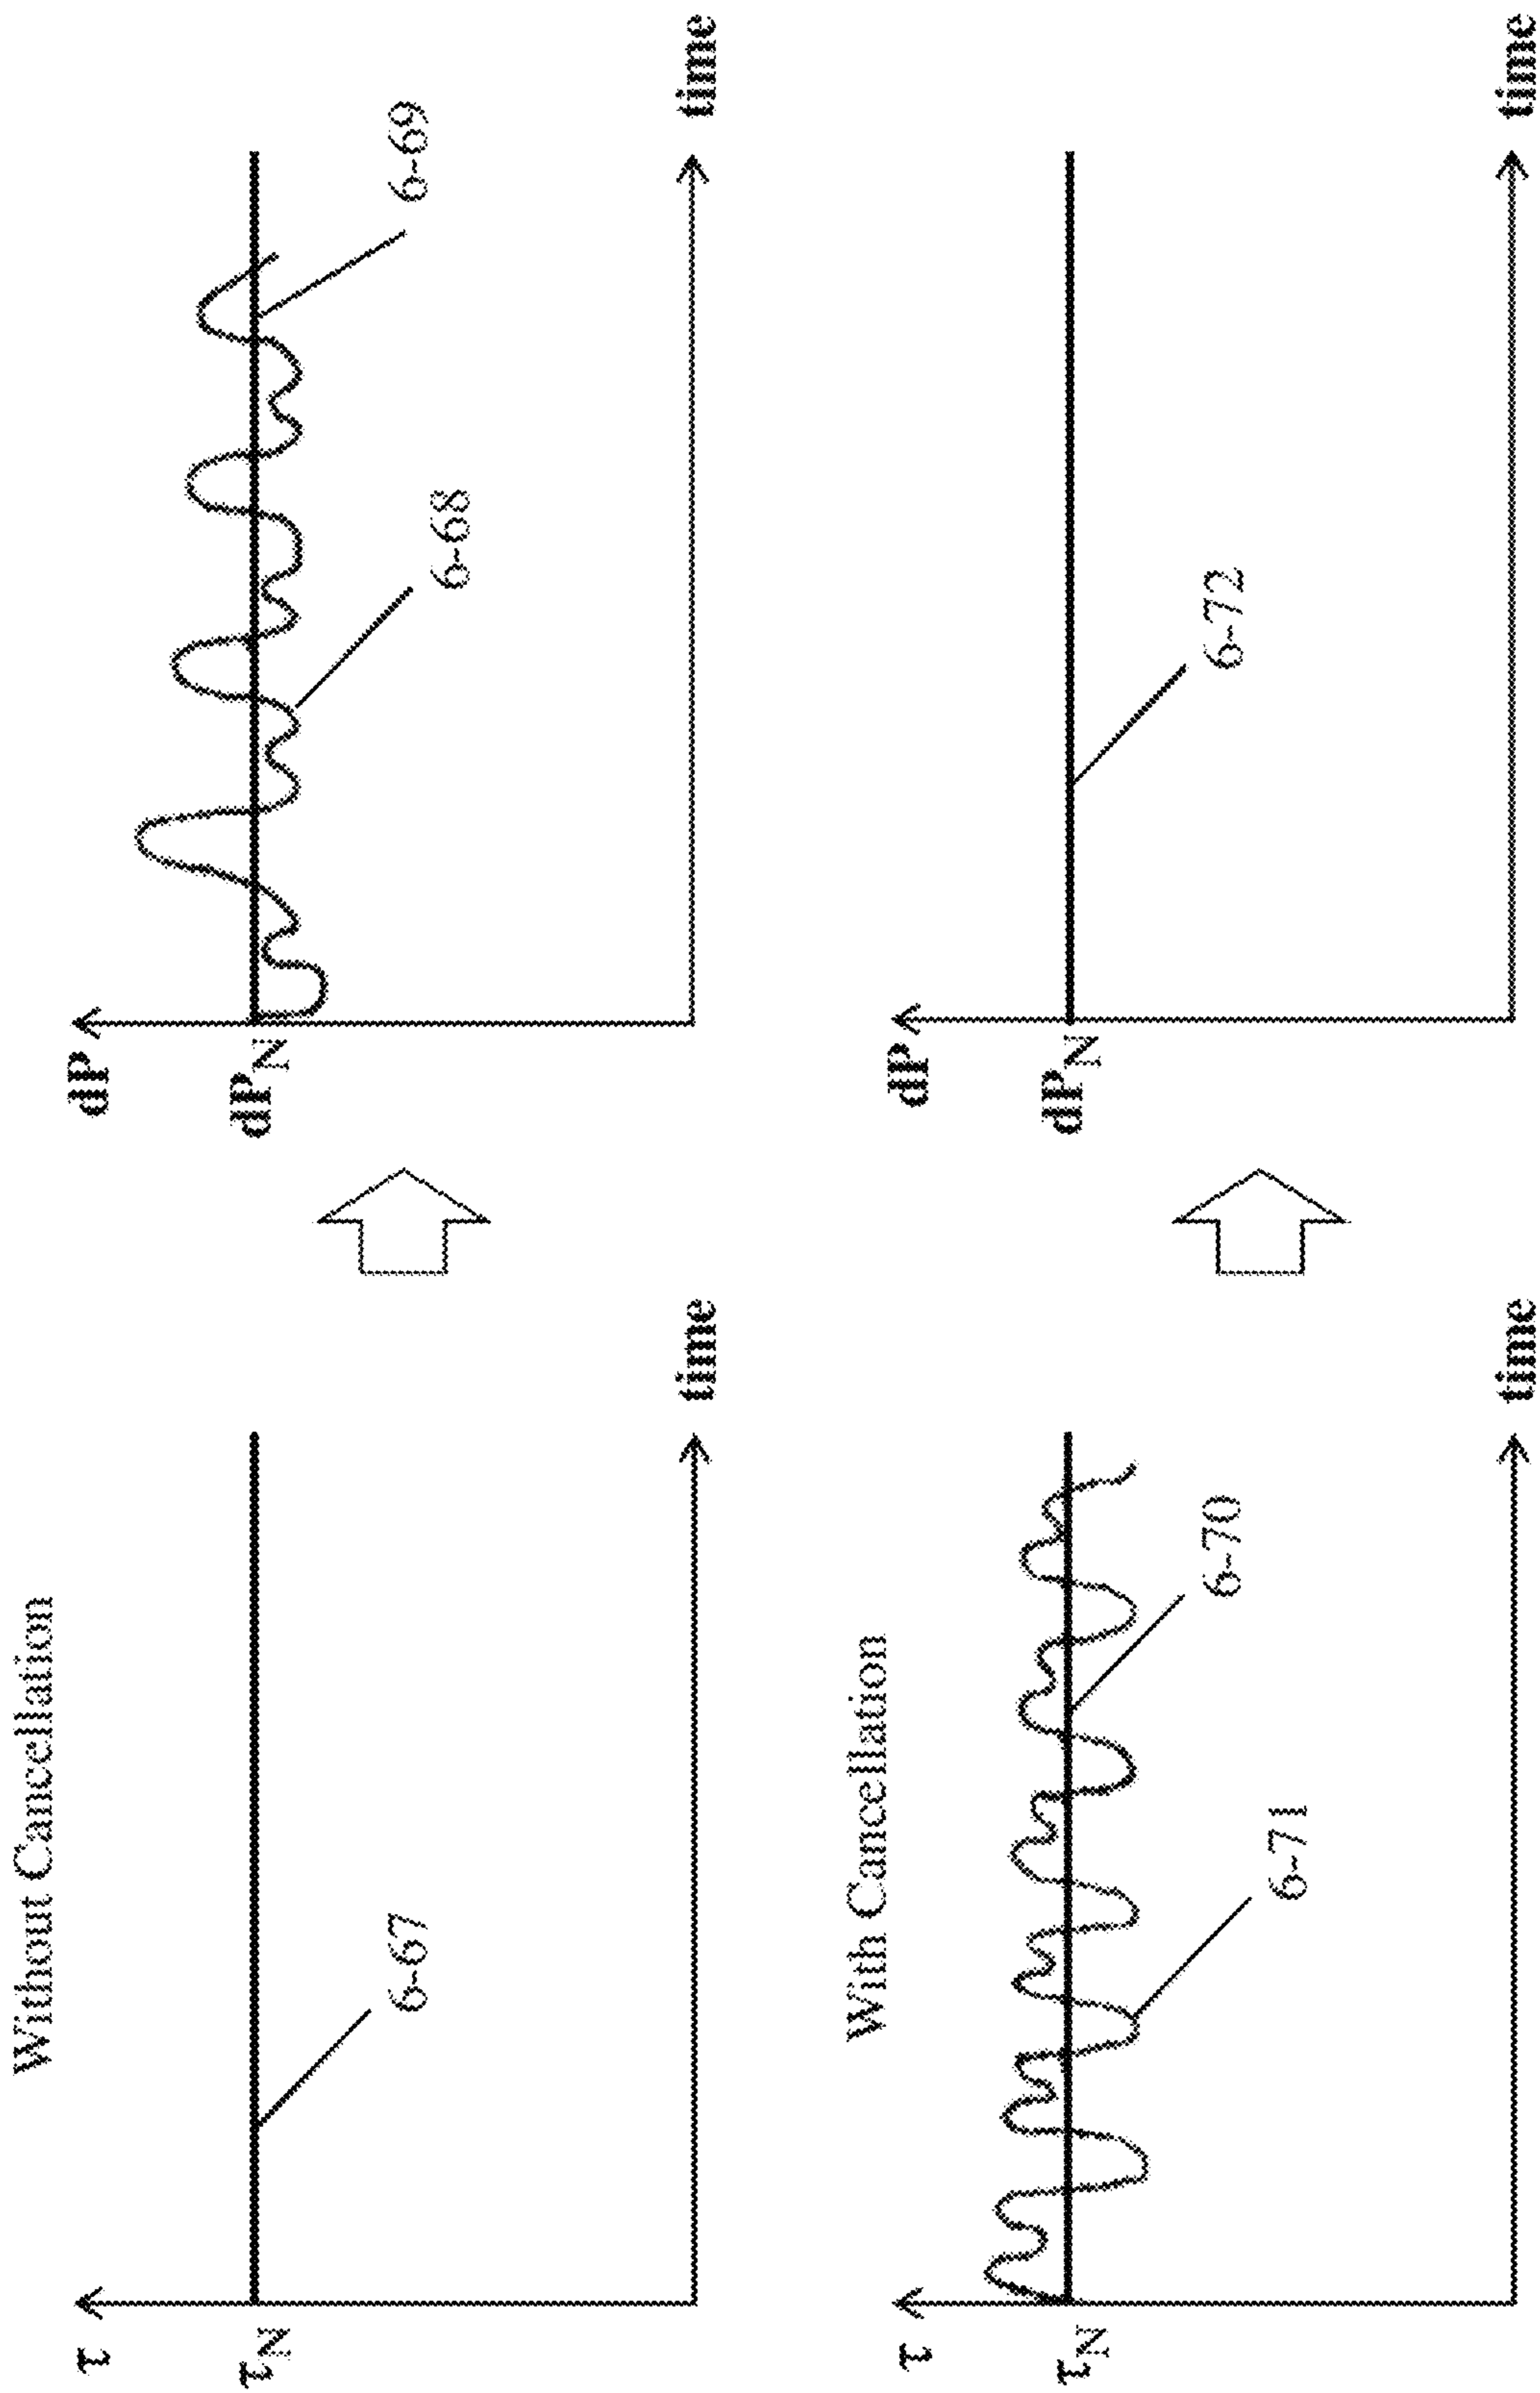 Without Cancellation
τ
τN
6-67
time
dP
dPN
6-68
6-69
time
With Cancellation
τ
τN
6-71
6-70
time
dP
dPN
6-72
time